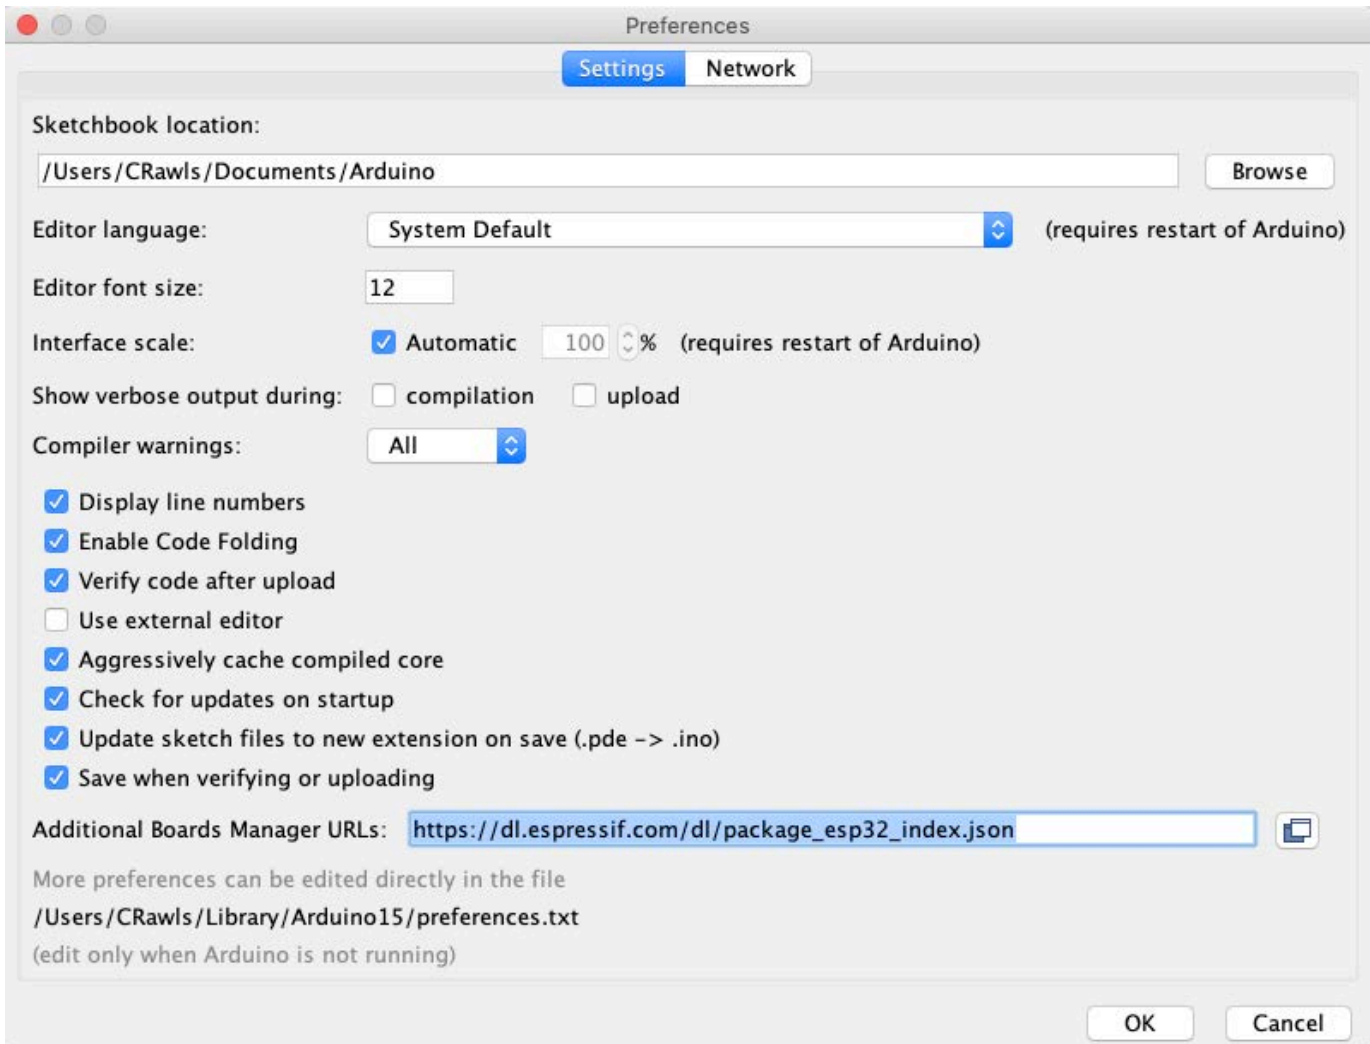 Preferences
Settings Network
Sketchbook location:
/Users/CRawls/Documents/Arduino Browse
Editor language: System Default (requires restart of Arduino)
Editor font size: 12
Interface scale: Automatic 100 % (requires restart of Arduino)
Show verbose output during: compilation upload
Compiler warnings: All
Display line numbers
Enable Code Folding
Verify code after upload
Use external editor
Aggressively cache compiled core
Check for updates on startup
Update sketch files to new extension on save (.pde -> .ino)
Save when verifying or uploading
Additional Boards Manager URLs: https://dl.espressif.com/dl/package_esp32_index.json
More preferences can be edited directly in the file
/Users/CRawls/Library/Arduino15/preferences.txt
(edit only when Arduino is not running)
OK Cancel